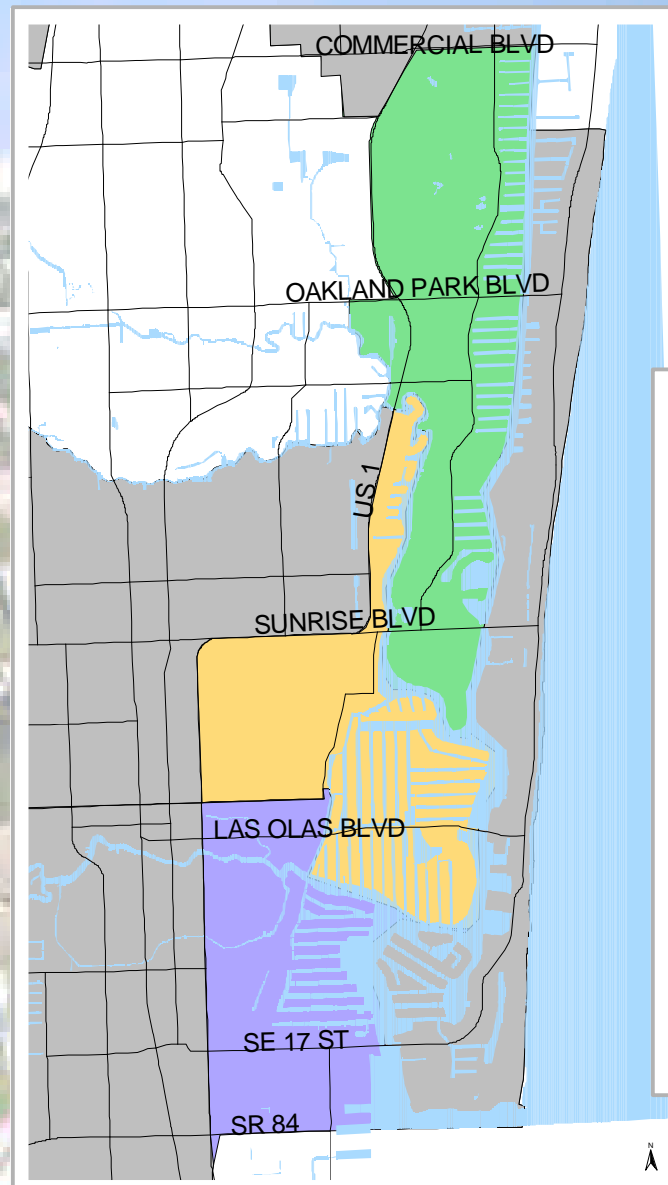 COMMERCIAL BLVD
OAKLAND PARK BLVD
US 1
SUNRISE BLVD
LAS OLAS BLVD
SE 17 ST
SR 84
N